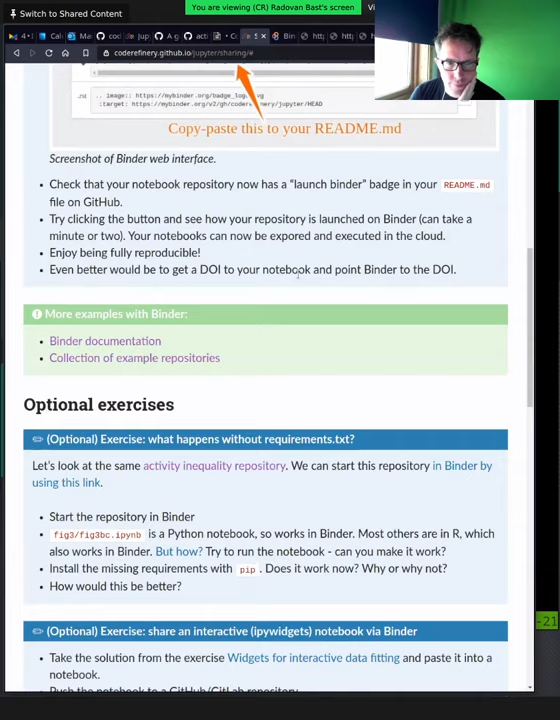 Switch to Shared Content
You are viewing (CR) Radovan Bast's screen
coderefinery.github.io/jupyter/sharing/#
.rst
.. image:: https://mybinder.org/badge_logo.svg
:target: https://mybinder.org/v2/gh/coderefinery/jupyter/HEAD
Copy-paste this to your README.md
Screenshot of Binder web interface.
Check that your notebook repository now has a “launch binder” badge in your README.md
file on GitHub.
Try clicking the button and see how your repository is launched on Binder (can take a
minute or two). Your notebooks can now be expored and executed in the cloud.
Enjoy being fully reproducible!
Even better would be to get a DOI to your notebook and point Binder to the DOI.
More examples with Binder:
Binder documentation
Collection of example repositories
Optional exercises
(Optional) Exercise: what happens without requirements.txt?
Let’s look at the same activity inequality repository. We can start this repository in Binder by
using this link.
Start the repository in Binder
fig3/fig3bc.ipynb is a Python notebook, so works in Binder. Most others are in R, which
also works in Binder. But how? Try to run the notebook - can you make it work?
Install the missing requirements with pip. Does it work now? Why or why not?
How would this be better?
(Optional) Exercise: share an interactive (ipywidgets) notebook via Binder
Take the solution from the exercise Widgets for interactive data fitting and paste it into a
notebook.
Push the notebook to a GitHub/GitLab repository.
-21